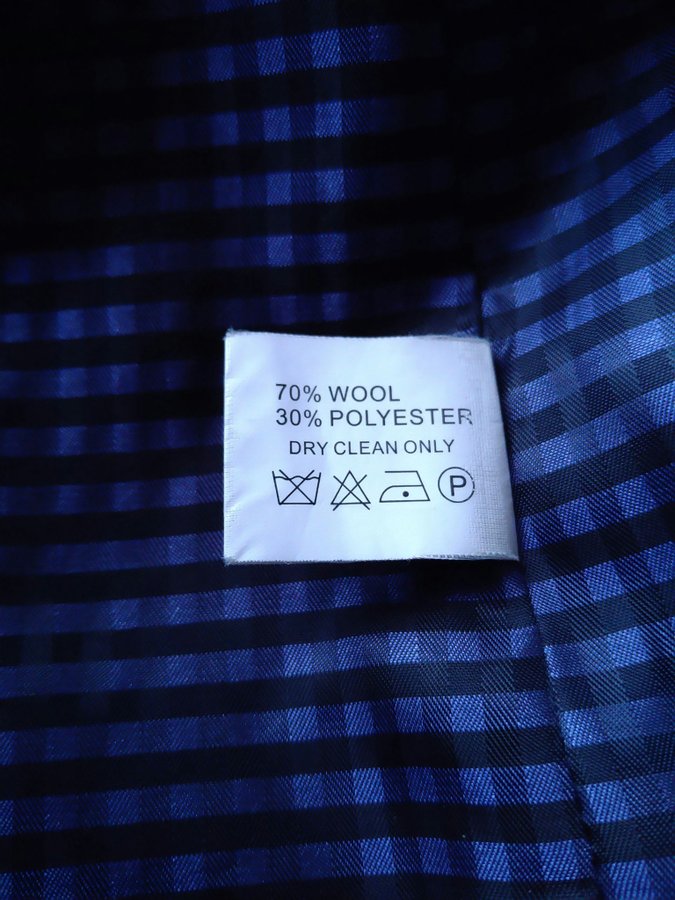 70% WOOL
30% POLYESTER
DRY CLEAN ONLY
P